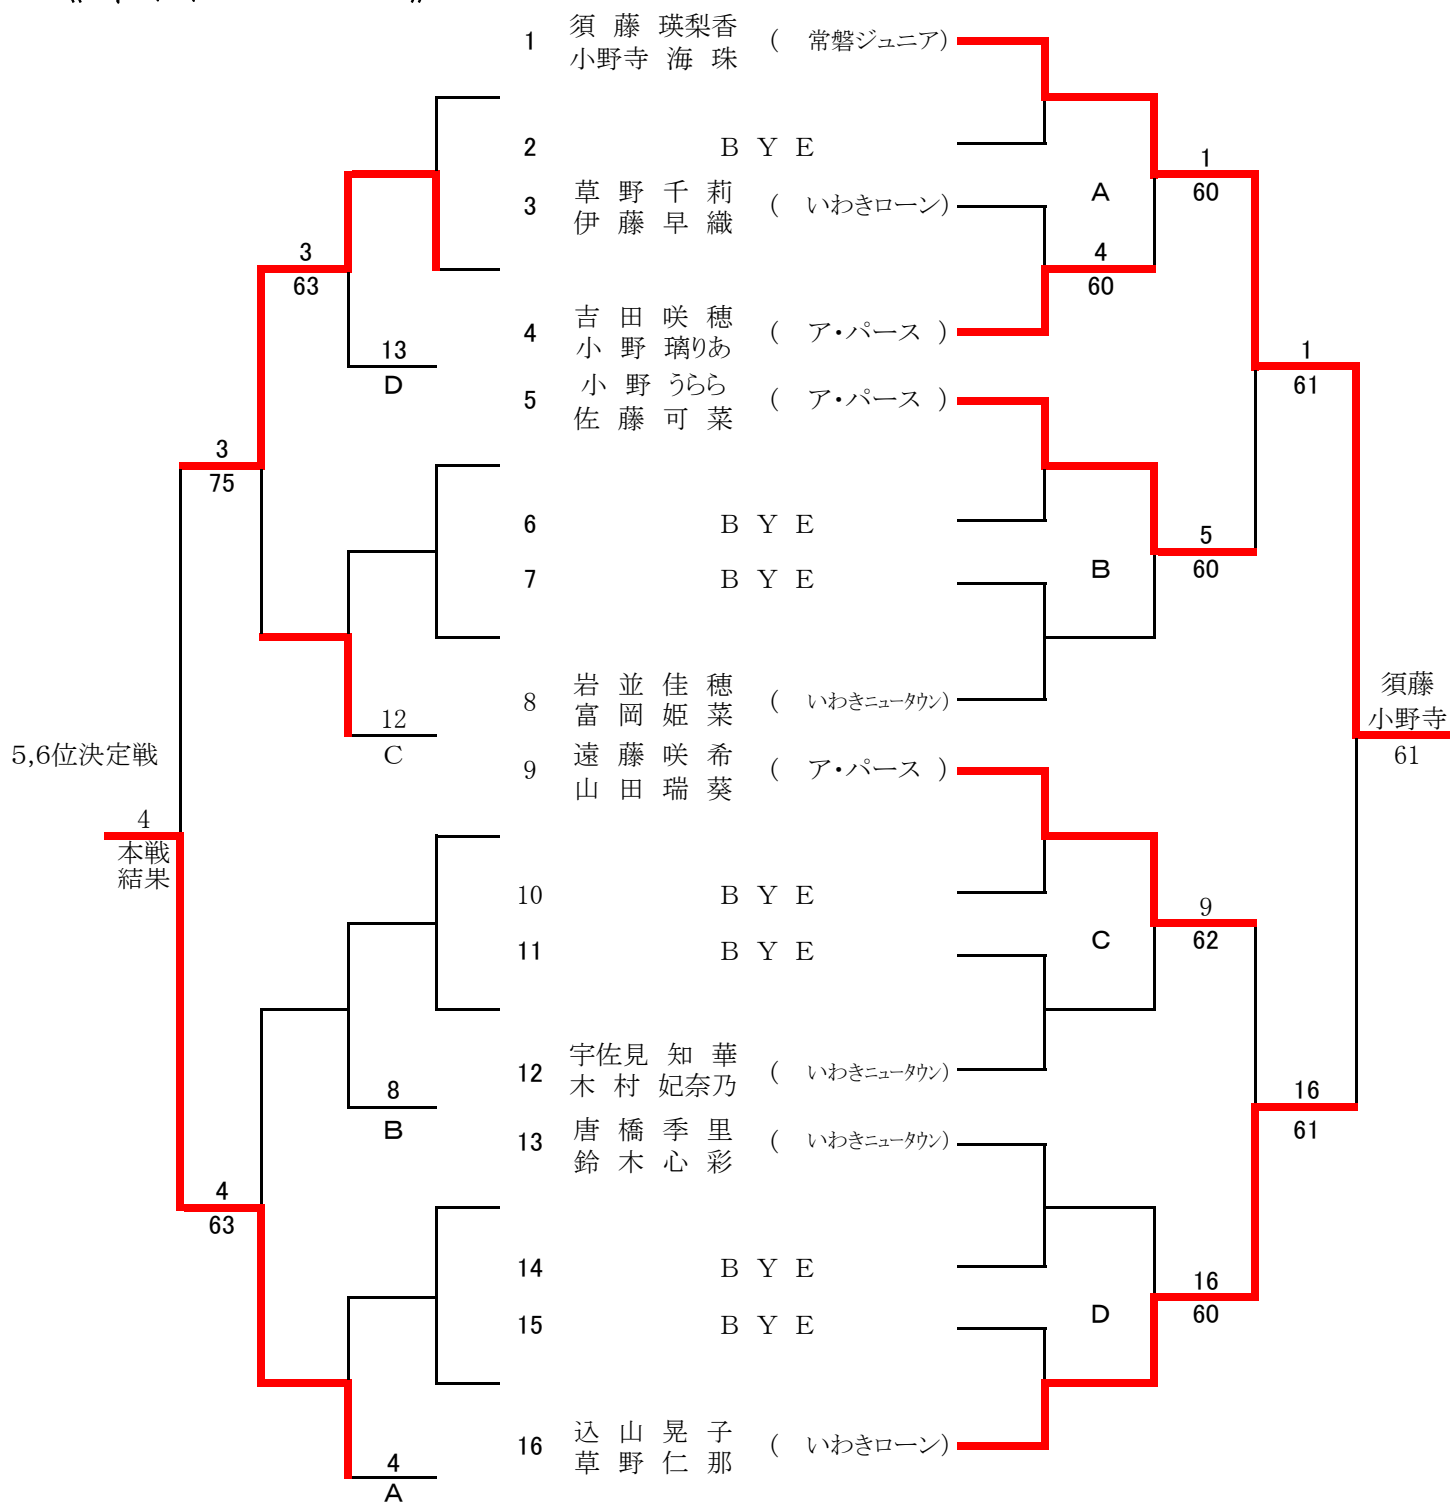 1 須藤 瑛梨香 ( 常磐ジュニア)
小野寺 海珠
2 BYE
3 草野千莉 ( いわきローン)
伊藤早織
4 吉田咲穂 ( ア・パース )
小野 璃りあ
5 小野 うらら ( ア・パース )
佐藤可菜
6 BYE
7 BYE
8 岩並佳穂 ( いわきニュータウン)
富岡姫菜
9 遠藤咲希 ( ア・パース )
山田瑞葵
10 BYE
11 BYE
12 宇佐見 知華 ( いわきニュータウン)
木村 妃奈乃
13 唐橋季里 ( いわきニュータウン)
鈴木心彩
14 BYE
15 BYE
16 込山晃子 ( いわきローン)
草野仁那
A
4
60
1
60
B
5
60
1
61
C
9
62
D
16
60
16
61
須藤
小野寺
61
3
63
13
D
3
75
12
C
5,6位決定戦
4
本戦
結果
8
B
4
63
4
A